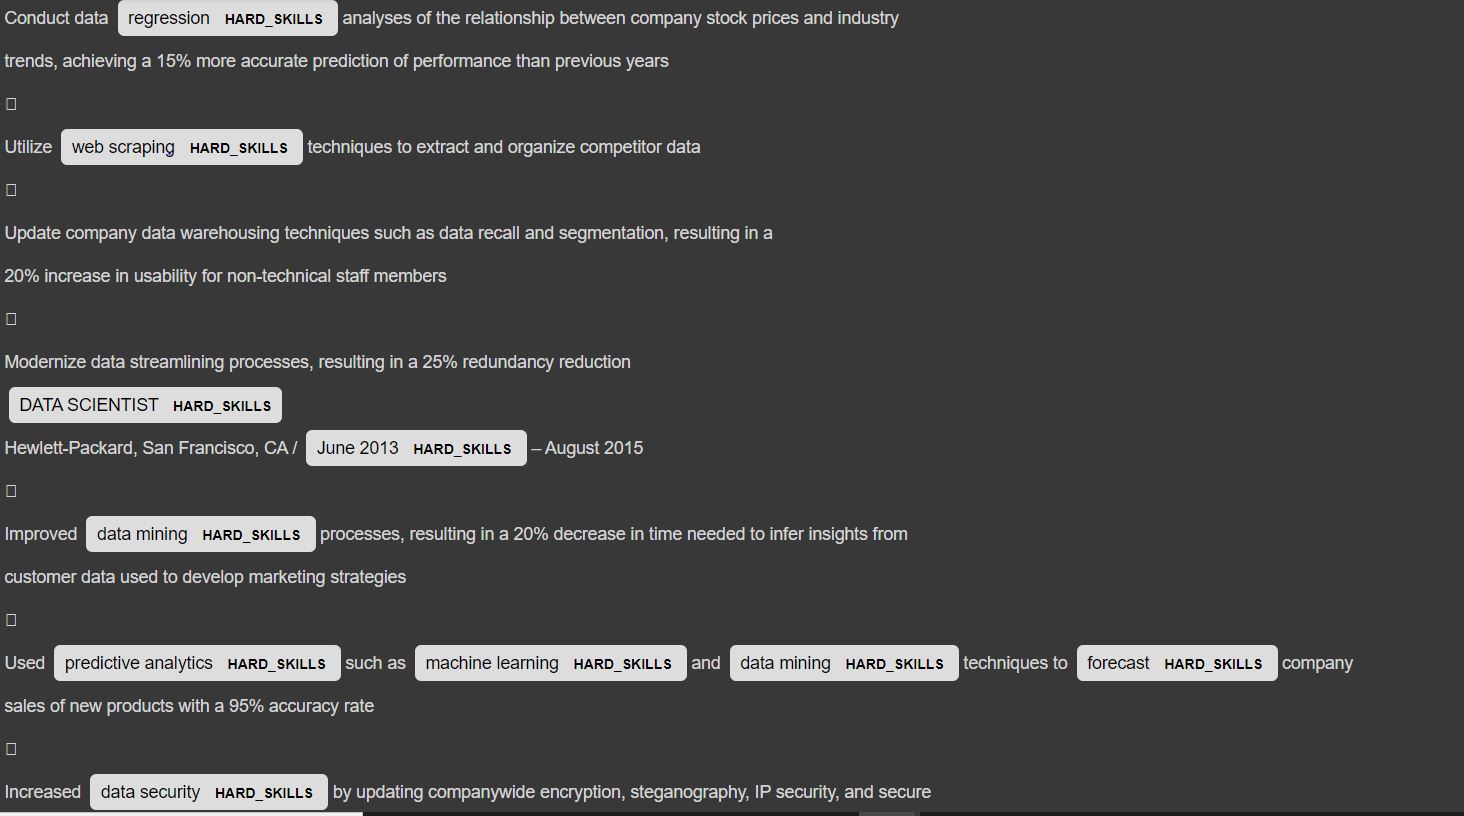 Conduct data regression HARD_SKILLS analyses of the relationship between company stock prices and industry
trends, achieving a 15% more accurate prediction of performance than previous years
Utilize web scraping HARD_SKILLS techniques to extract and organize competitor data
Update company data warehousing techniques such as data recall and segmentation, resulting in a
20% increase in usability for non-technical staff members
Modernize data streamlining processes, resulting in a 25% redundancy reduction
DATA SCIENTIST HARD_SKILLS
Hewlett-Packard, San Francisco, CA / June 2013 HARD_SKILLS – August 2015
Improved data mining HARD_SKILLS processes, resulting in a 20% decrease in time needed to infer insights from
customer data used to develop marketing strategies
Used predictive analytics HARD_SKILLS such as machine learning HARD_SKILLS and data mining HARD_SKILLS techniques to forecast HARD_SKILLS company
sales of new products with a 95% accuracy rate
Increased data security HARD_SKILLS by updating companywide encryption, steganography, IP security, and secure